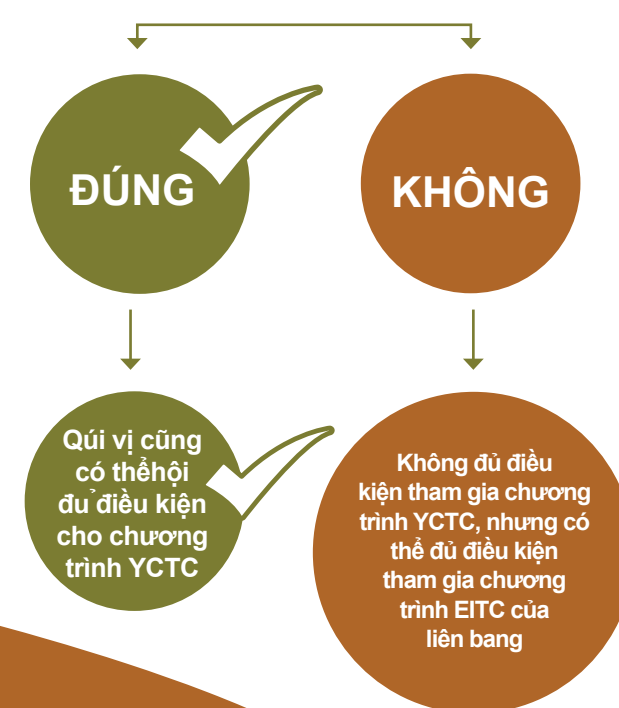 ĐÚNG
KHÔNG
Qúi vị cũng
có thểhội
đủ điều kiện
cho chương
trình YCTC
Không đủ điều
kiện tham gia chương
trình YCTC, nhưng có
thể đủ điều kiện
tham gia chương
trình EITC của
liên bang